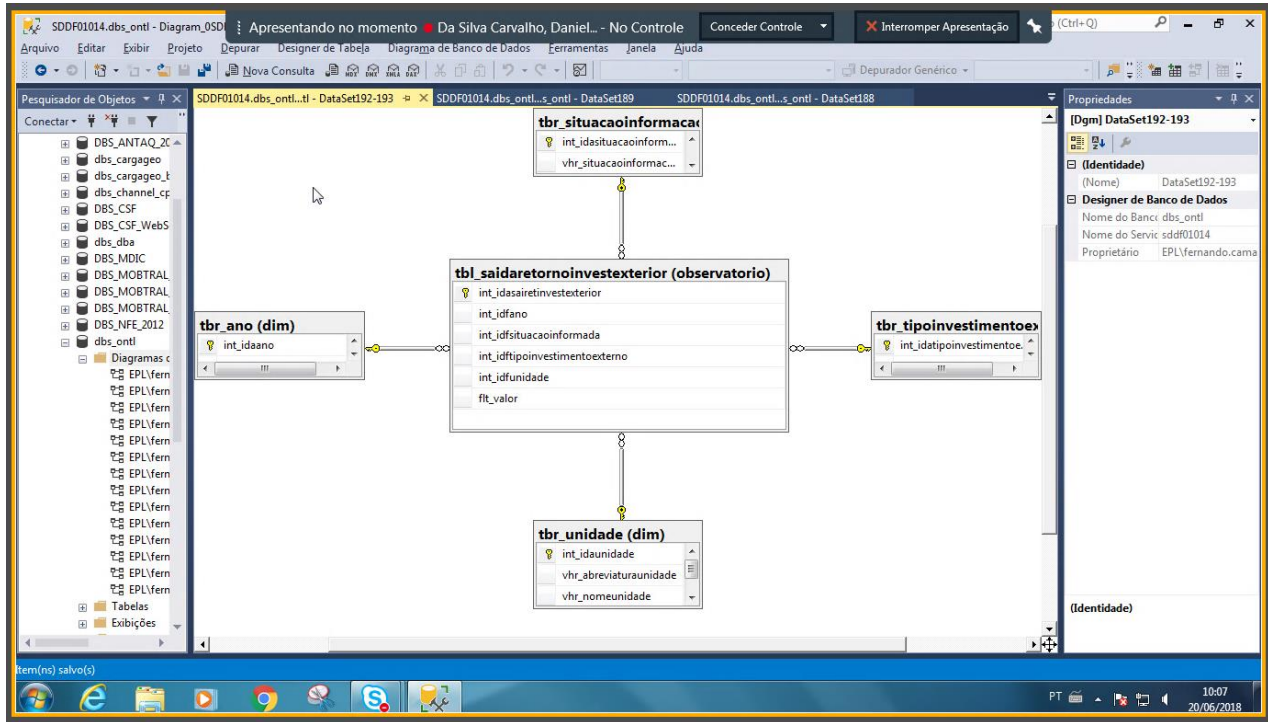 SDDF01014.dbs_ontl - Diagram_0SDI
Apresentando no momento Da Silva Carvalho, Daniel... - No Controle
Conceder Controle
Interromper Apresentação
(Ctrl+Q)
Arquivo Editar Exibir Projeto Depurar Designer de Tabela Diagrama de Banco de Dados Ferramentas Janela Ajuda
Nova Consulta
Depurador Genérico
Pesquisador de Objetos
SDDF01014.dbs_ontl...tl - DataSet192-193
SDDF01014.dbs_ontl...s_ontl - DataSet189
SDDF01014.dbs_ontl...s_ontl - DataSet188
Conectar
DBS_ANTAQ_20
dbs_cargageo
dbs_cargageo_t
dbs_channel_cp
DBS_CSF
DBS_CSF_WebS
dbs_dba
DBS_MDIC
DBS_MOBTRAL
DBS_MOBTRAL
DBS_MOBTRAL
DBS_NFE_2012
dbs_ontl
Diagramas c
EPL\fern
EPL\fern
EPL\fern
EPL\fern
EPL\fern
EPL\fern
EPL\fern
EPL\fern
EPL\fern
EPL\fern
EPL\fern
EPL\fern
EPL\fern
EPL\fern
Tabelas
Exibições
tbr_situacaoinformacao
int_idasituacaoinform...
vhr_situacaoinformac...
tbl_saidaretornoinvestexterior (observatorio)
int_idasairetinvestexterior
int_idfano
int_idfsituacaoinformada
int_idftipoinvestimentoexterno
int_idfunidade
flt_valor
tbr_ano (dim)
int_idaano
tbr_tipoinvestimentoex
int_idatipoinvestimentoe...
tbr_unidade (dim)
int_idaunidade
vhr_abreviaturaunidade
vhr_nomeunidade
Propriedades
[Dgm] DataSet192-193
(Identidade)
(Nome) DataSet192-193
Designer de Banco de Dados
Nome do Banco dbs_ontl
Nome do Servic sddf01014
Proprietário EPL\fernando.cama
(Identidade)
Item(ns) salvo(s)
PT
10:07
20/06/2018